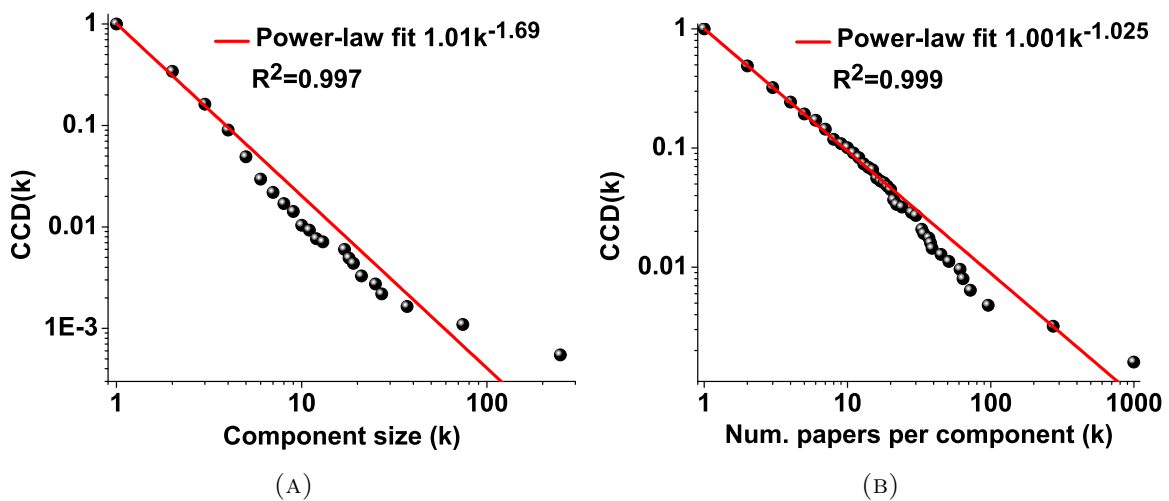 1
0.1
0.01
1E-3
CCD(k)
Power-law fit 1.01k^-1.69
R^2=0.997
1
10
100
Component size (k)
(A)
1
0.1
0.01
CCD(k)
Power-law fit 1.001k^-1.025
R^2=0.999
1
10
100
1000
Num. papers per component (k)
(B)